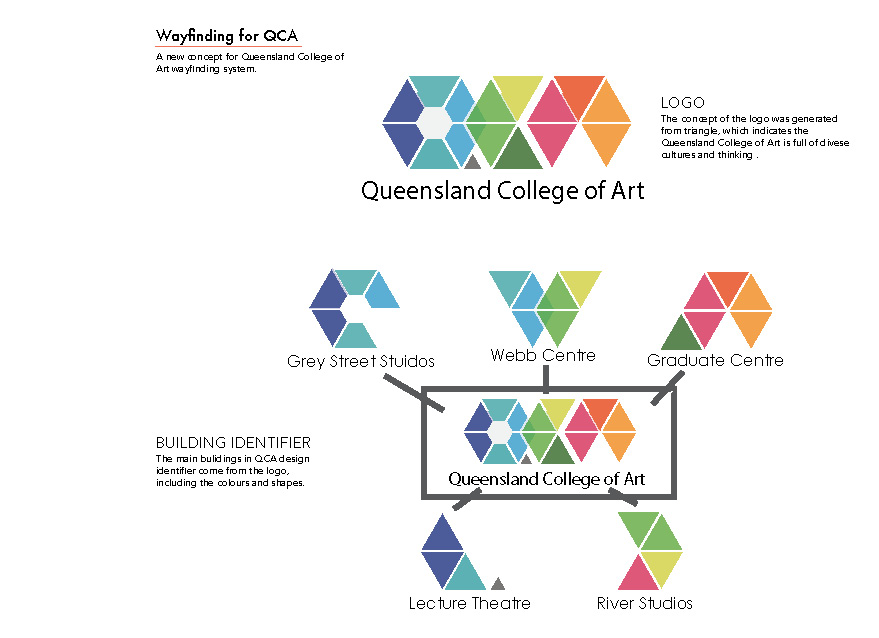 Wayfinding for QCA
A new concept for Queensland College of
Art wayfinding system.
LOGO
The concept of the logo was generated
from triangle, which indicates the
Queensland College of Art is full of divese
cultures and thinking .
Queensland College of Art
Grey Street Stuidos
Webb Centre
Graduate Centre
BUILDING IDENTIFIER
The main bulidings in QCA design
identifier come from the logo,
including the colours and shapes.
Queensland College of Art
Lecture Theatre
River Studios